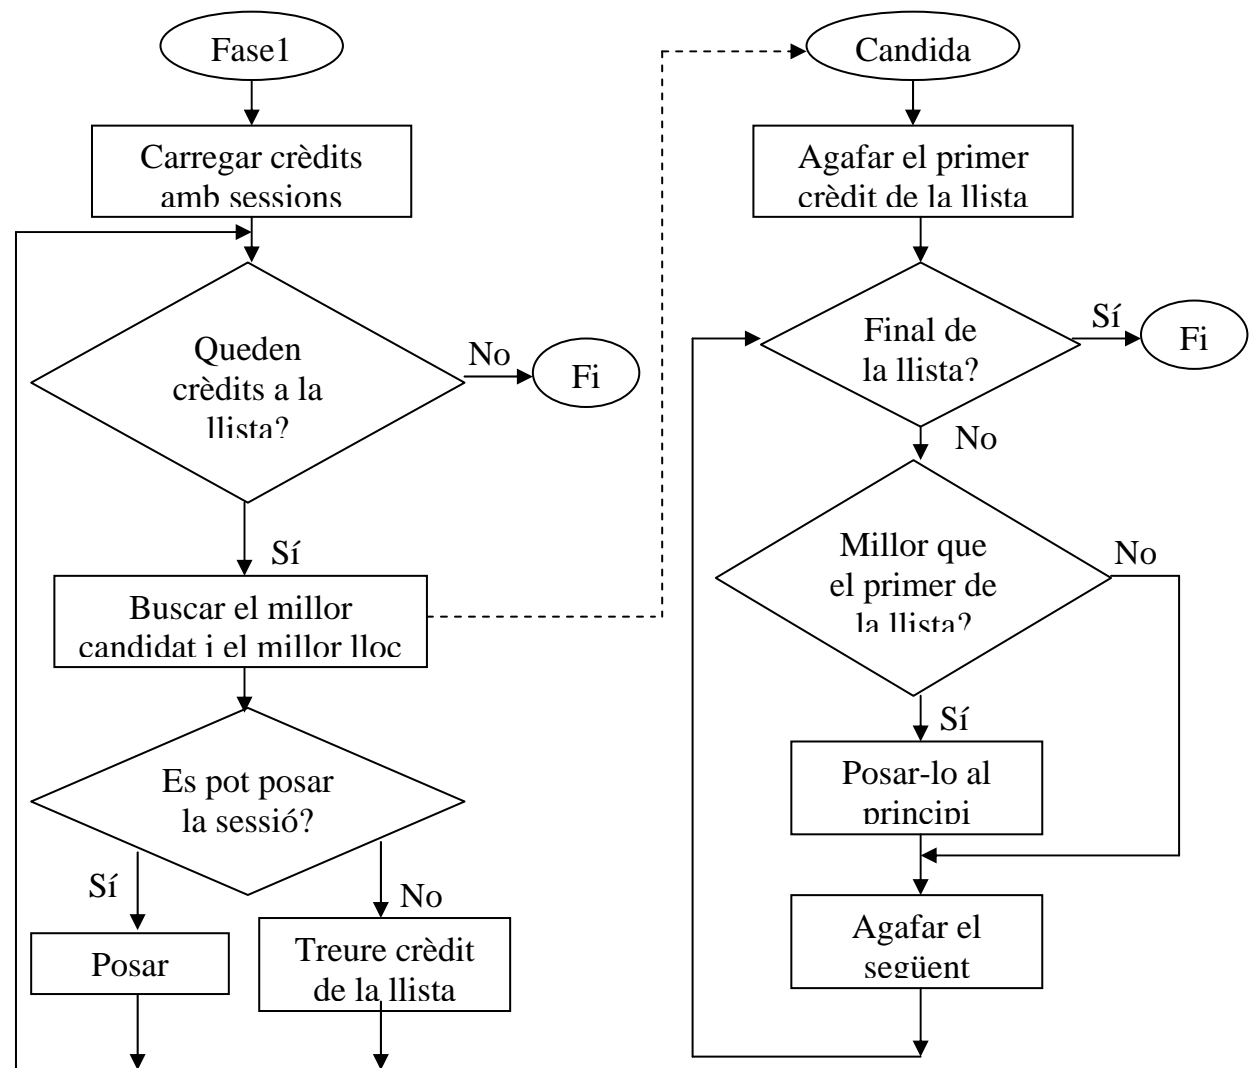 Fase1
Carregar crèdits
amb sessions
Queden
crèdits a la
llista?
No
Fi
Sí
Buscar el millor
candidat i el millor lloc
Es pot posar
la sessió?
Sí
No
Posar
Treure crèdit
de la llista
Candida
Agafar el primer
crèdit de la llista
Final de
la llista?
Sí
Fi
No
Millor que
el primer de
la llista?
No
Sí
Posar-lo al
principi
Agafar el
següent